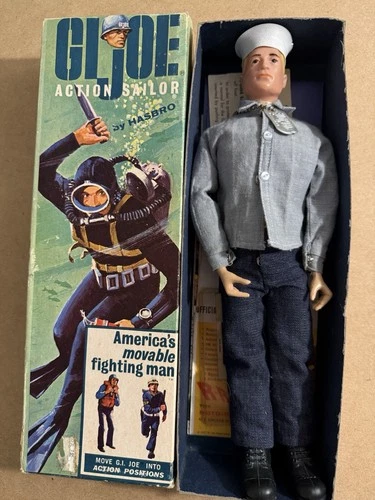 GI JOE
ACTION SAILOR
by HASBRO
America's
movable
fighting man
MOVE G.I. JOE INTO
ACTION POSITIONS